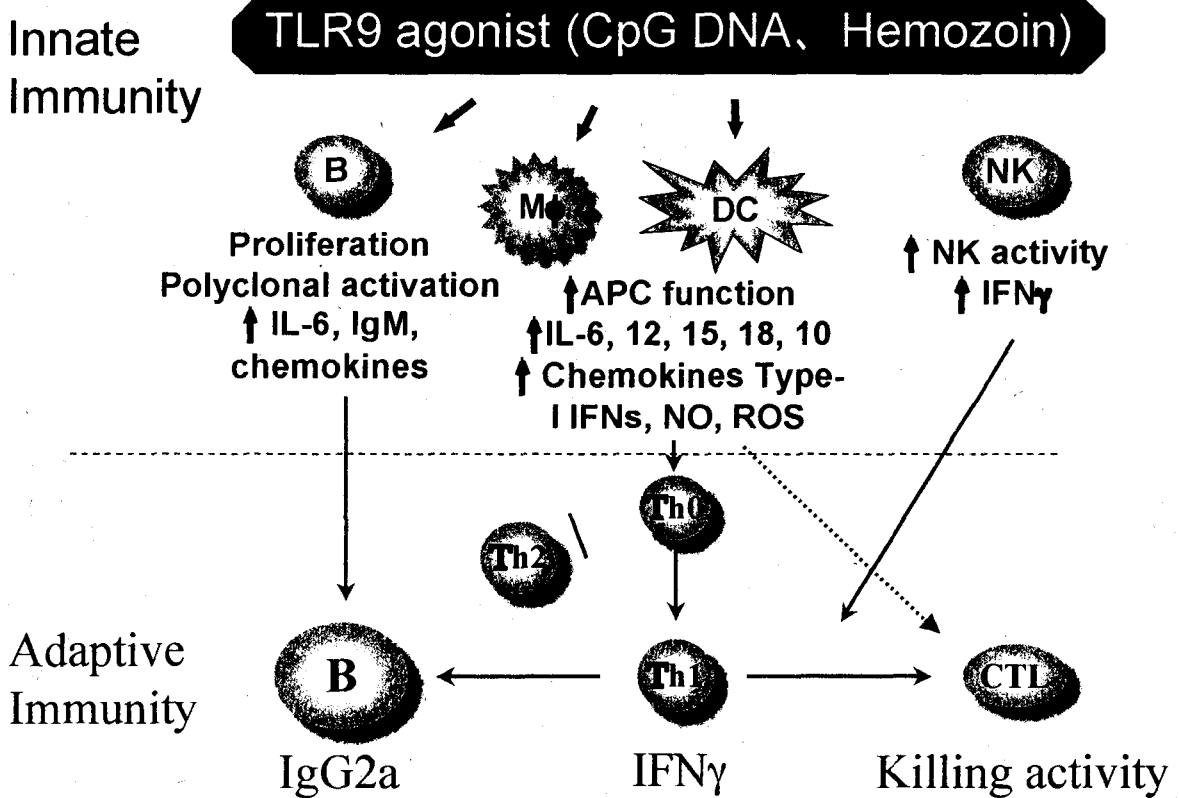 Innate
Immunity
TLR9 agonist (CpG DNA、Hemozoin)
B
Proliferation
Polyclonal activation
↑ IL-6, IgM,
chemokines
Mφ
DC
↑APC function
↑IL-6, 12, 15, 18, 10
↑ Chemokines Type-
I IFNs, NO, ROS
NK
↑ NK activity
↑ IFNγ
Th0
Th2
Adaptive
Immunity
B
IgG2a
Th1
IFNγ
CTL
Killing activity